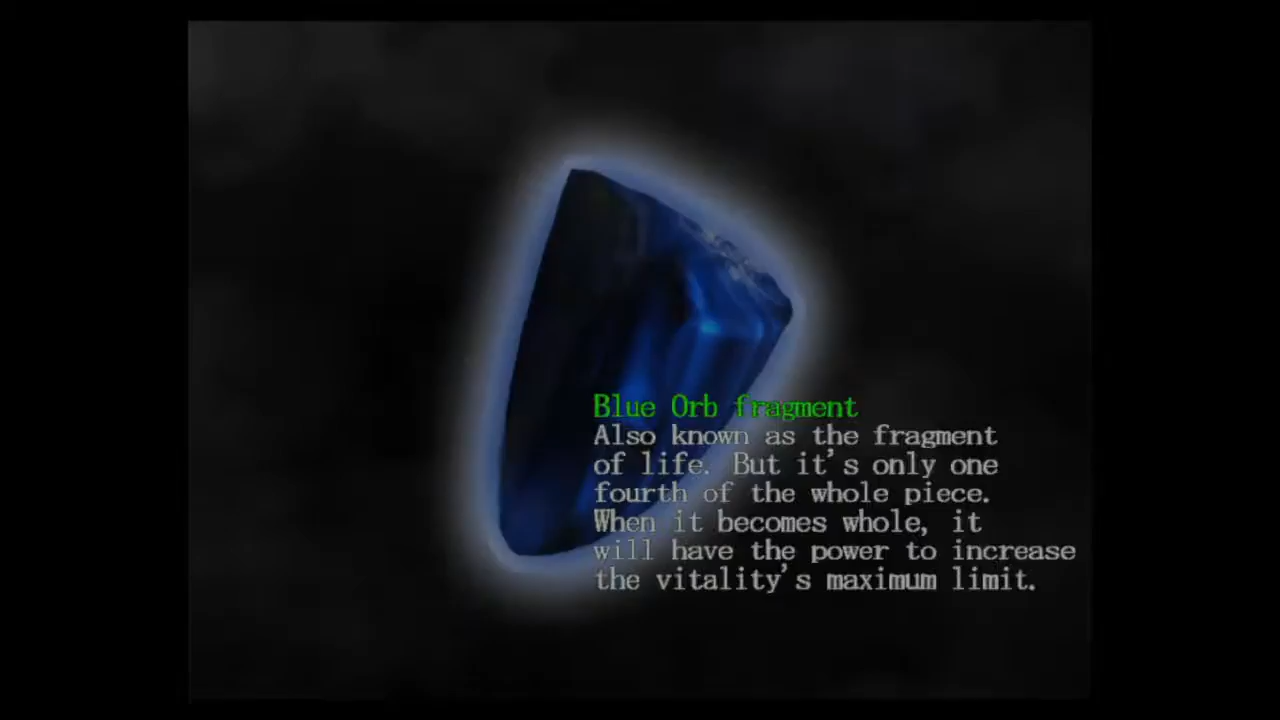 Blue Orb fragment
Also known as the fragment
of life. But it's only one
fourth of the whole piece.
When it becomes whole, it
will have the power to increase
the vitality's maximum limit.